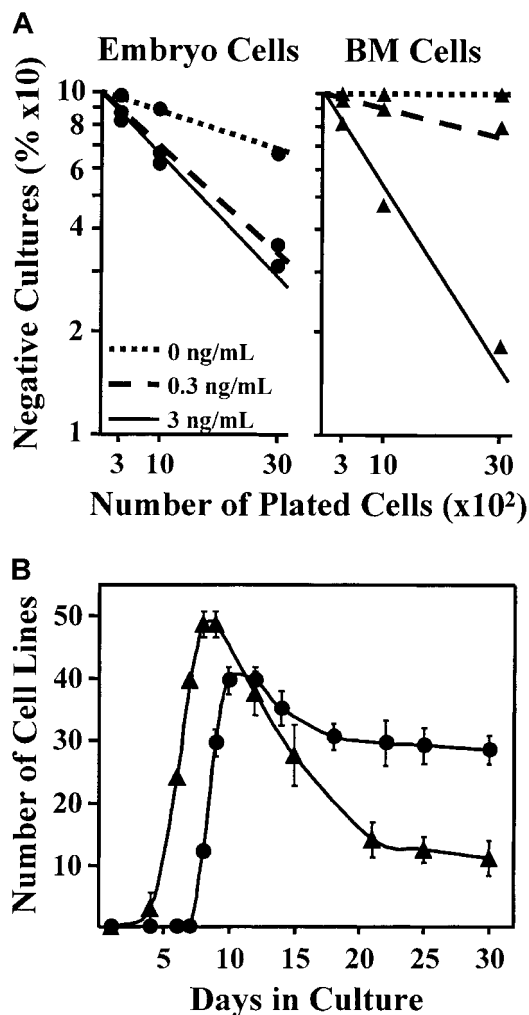 A
Embryo Cells
BM Cells
Negative Cultures (% x10)
10
8
6
4
2
1
0 ng/mL
0.3 ng/mL
3 ng/mL
3 10 30
3 10 30
Number of Plated Cells (x10²)
B
Number of Cell Lines
50
40
30
20
10
5 10 15 20 25 30
Days in Culture